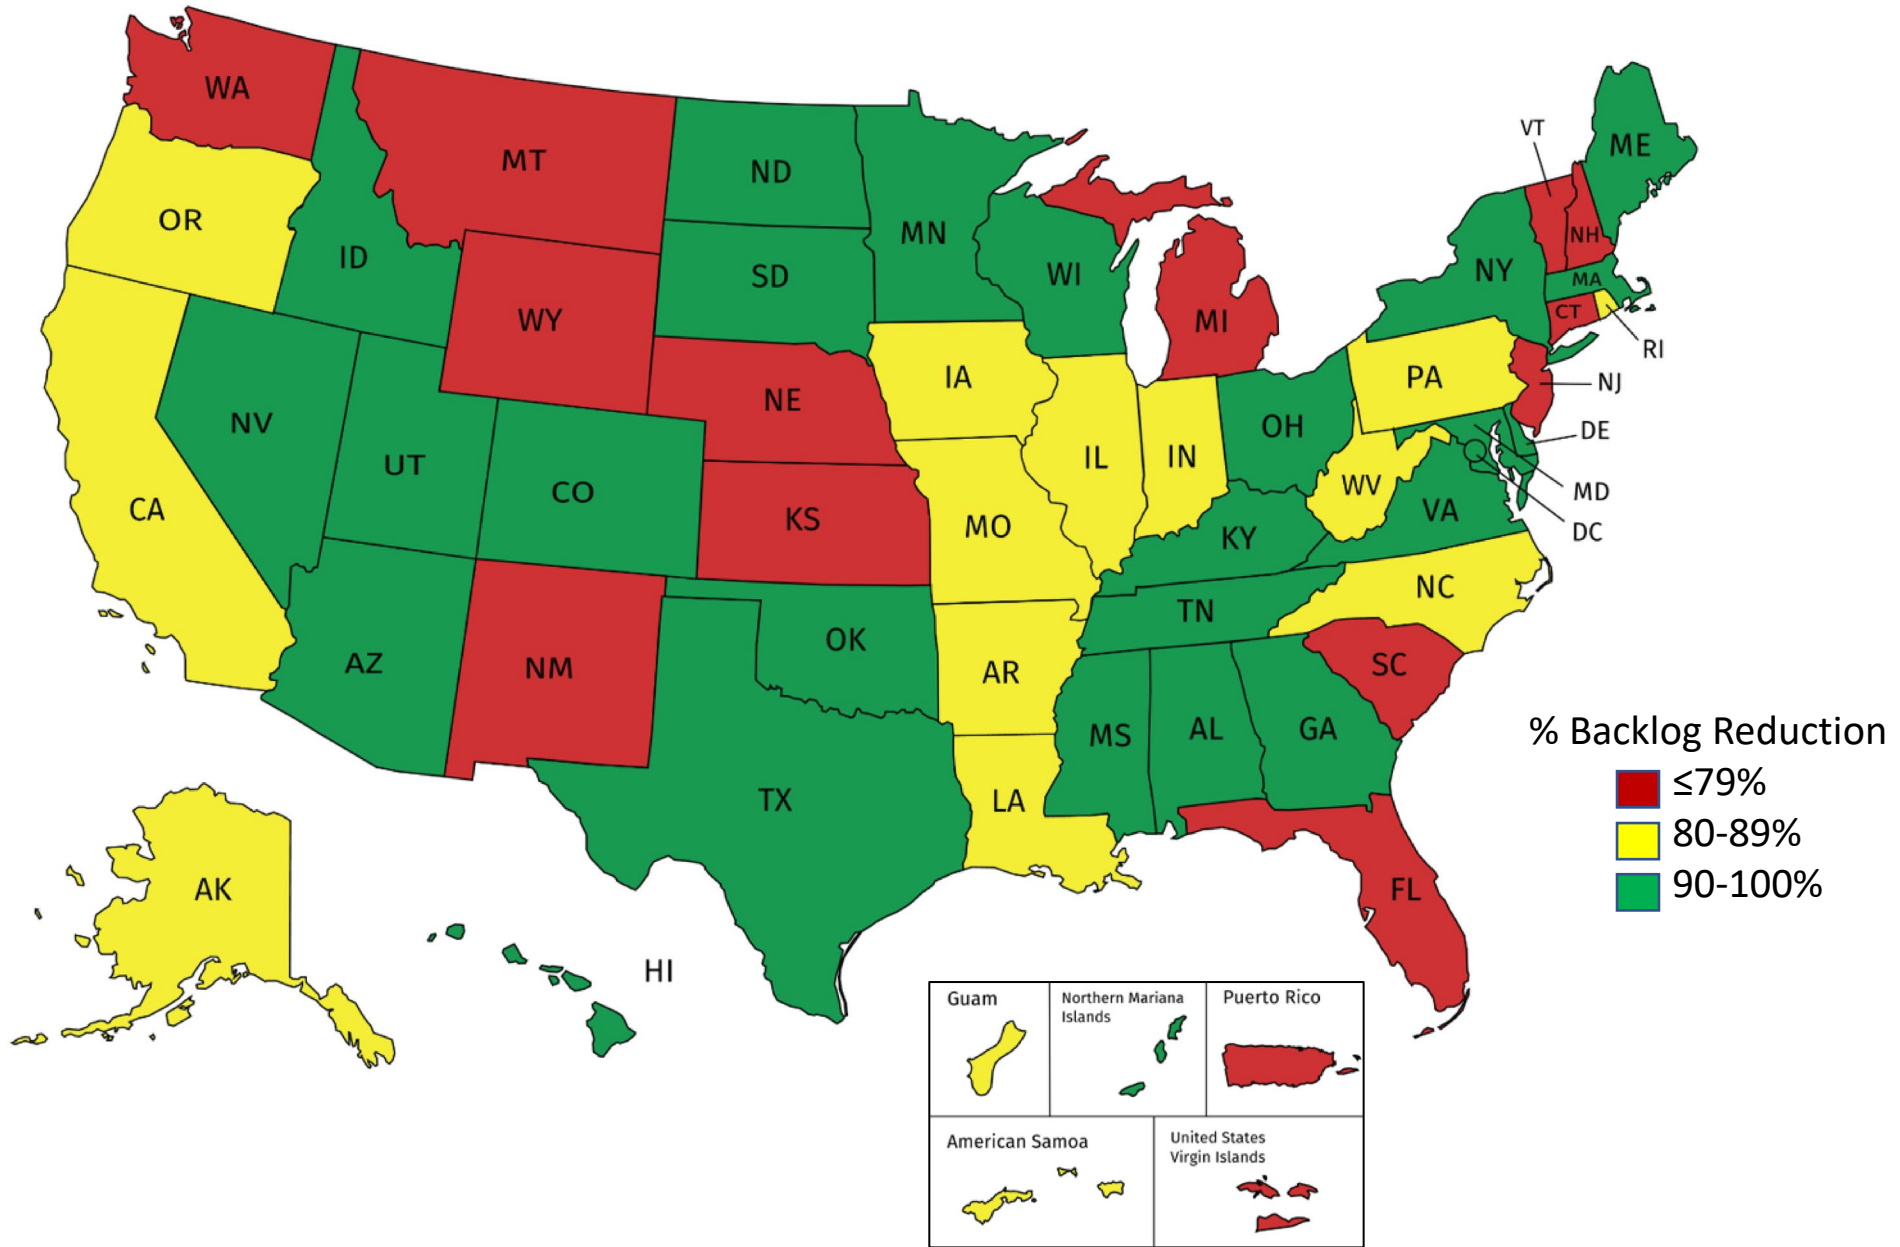 WA
MT
ND
MN
VT
ME
OR
ID
SD
WI
NY
NH
MA
WY
MI
CT
RI
NE
IA
PA
NJ
NV
UT
CO
IL
IN
OH
DE
CA
KS
MO
WV
VA
MD
DC
KY
NC
TN
AZ
NM
OK
AR
SC
MS
AL
GA
TX
LA
FL
AK
HI
% Backlog Reduction
≤79%
80-89%
90-100%
Guam
Northern Mariana
Islands
Puerto Rico
American Samoa
United States
Virgin Islands